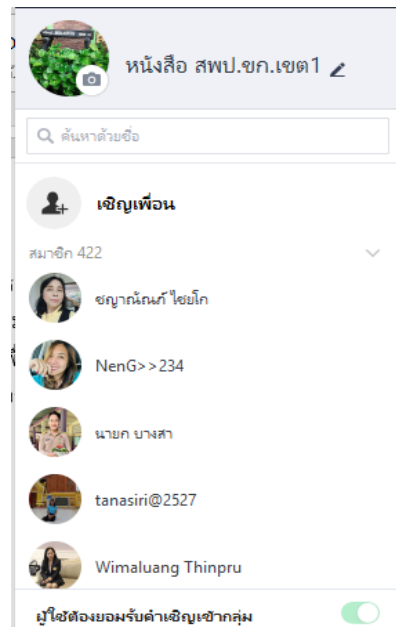 หนังสือ สพป.ขก.เขต1
ค้นหาด้วยชื่อ
เชิญเพื่อน
สมาชิก 422
ชญาณัณภ์ ไชยโก
NenG>>234
นายก บางสา
tanasiri@2527
Wimaluang Thinpru
ผู้ใช้ต้องยอมรับคำเชิญเข้ากลุ่ม